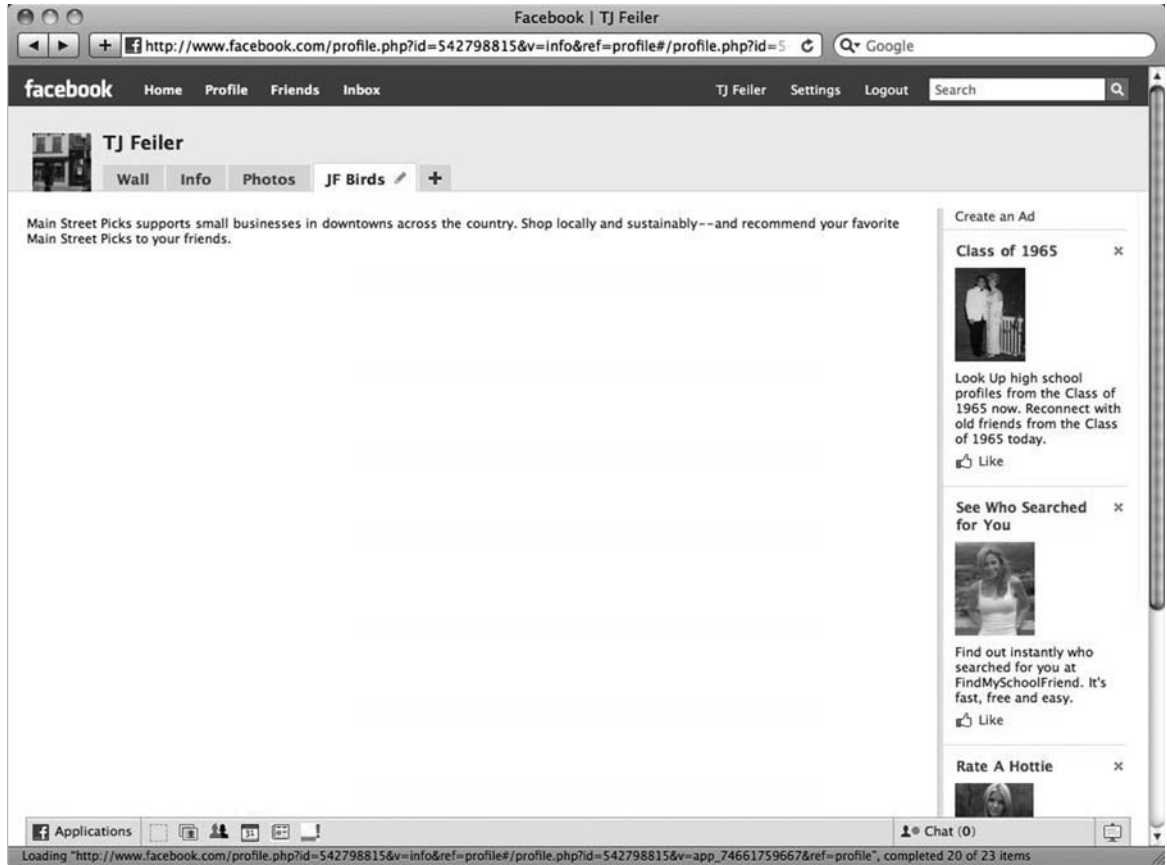 Facebook | TJ Feiler
http://www.facebook.com/profile.php?id=542798815&v=info&ref=profile#/profile.php?id=5
Google
facebook Home Profile Friends Inbox TJ Feiler Settings Logout Search
TJ Feiler
Wall Info Photos JF Birds +
Main Street Picks supports small businesses in downtowns across the country. Shop locally and sustainably--and recommend your favorite
Main Street Picks to your friends.
Create an Ad
Class of 1965
Look Up high school
profiles from the Class of
1965 now. Reconnect with
old friends from the Class
of 1965 today.
Like
See Who Searched
for You
Find out instantly who
searched for you at
FindMySchoolFriend. It's
fast, free and easy.
Like
Rate A Hottie
Applications 31 Chat (0)
Loading "http://www.facebook.com/profile.php?id=542798815&v=info&ref=profile#/profile.php?id=542798815&v=app_74661759667&ref=profile", completed 20 of 23 items